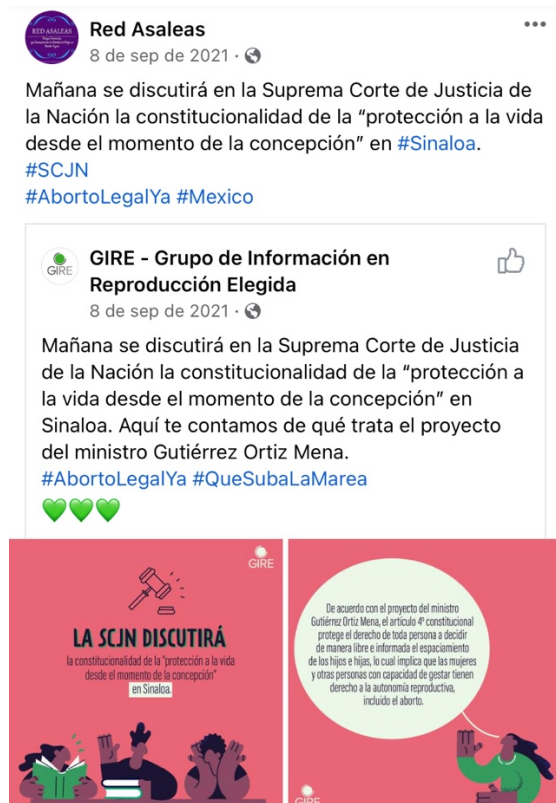 RED ASALEAS
Red Asaleas
8 de sep de 2021 ·
Mañana se discutirá en la Suprema Corte de Justicia de
la Nación la constitucionalidad de la “protección a la vida
desde el momento de la concepción” en #Sinaloa.
#SCJN
#AbortoLegalYa #Mexico
GIRE
GIRE - Grupo de Información en
Reproducción Elegida
8 de sep de 2021 ·
Mañana se discutirá en la Suprema Corte de Justicia
de la Nación la constitucionalidad de la “protección a
la vida desde el momento de la concepción” en
Sinaloa. Aquí te contamos de qué trata el proyecto
del ministro Gutiérrez Ortiz Mena.
#AbortoLegalYa #QueSubaLaMarea
💚💚💚
GIRE
LA SCJN DISCUTIRÁ
la constitucionalidad de la “protección a la vida
desde el momento de la concepción”
en Sinaloa.
De acuerdo con el proyecto del ministro
Gutiérrez Ortiz Mena, el artículo 4º constitucional
protege el derecho de toda persona a decidir
de manera libre e informada el espaciamiento
de los hijos e hijas, lo cual implica que las mujeres
y otras personas con capacidad de gestar tienen
derecho a la autonomía reproductiva,
incluido el aborto.
GIRE